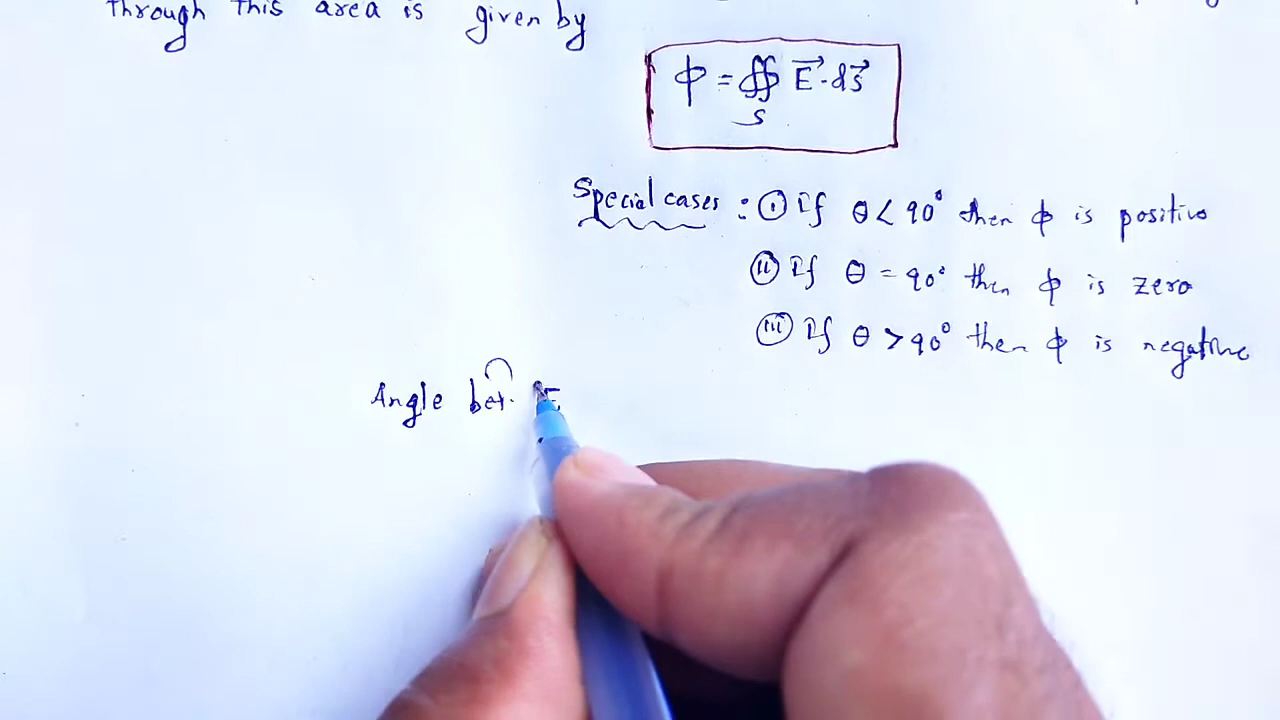 through this area is given by
ϕ = ∯ E⃗·ds⃗
S
Special cases : (i) If θ < 90° then ϕ is positive
(ii) If θ = 90° then ϕ is zero
(iii) If θ > 90° then ϕ is negative
Angle bet. E